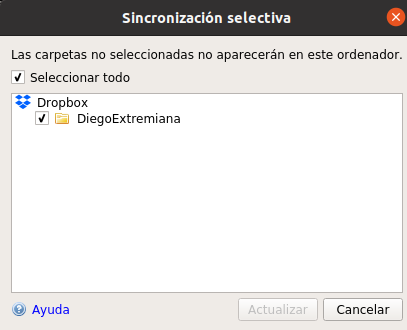 Sincronización selectiva
Las carpetas no seleccionadas no aparecerán en este ordenador.
Seleccionar todo
Dropbox
DiegoExtremiana
Ayuda
Actualizar
Cancelar